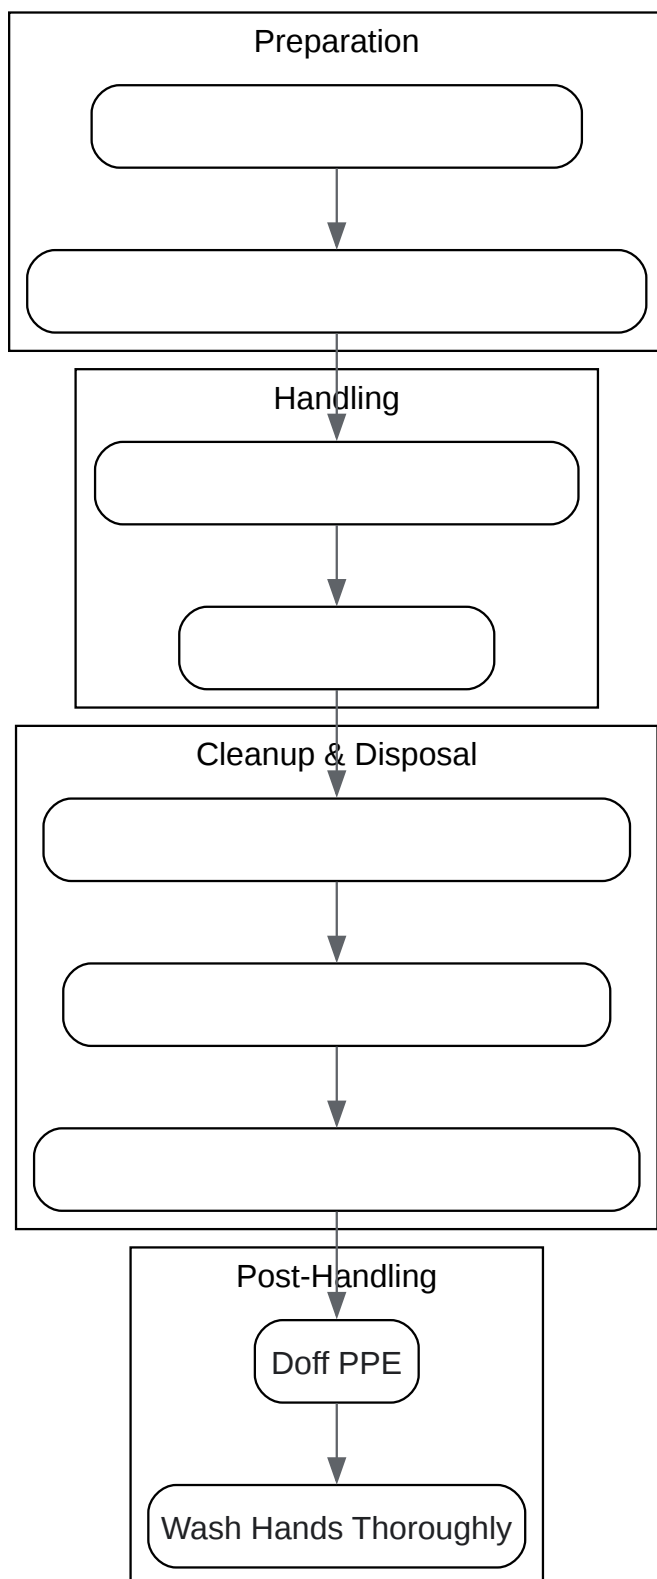 Preparation
Handling
Cleanup & Disposal
Post-Handling
Doff PPE
Wash Hands Thoroughly